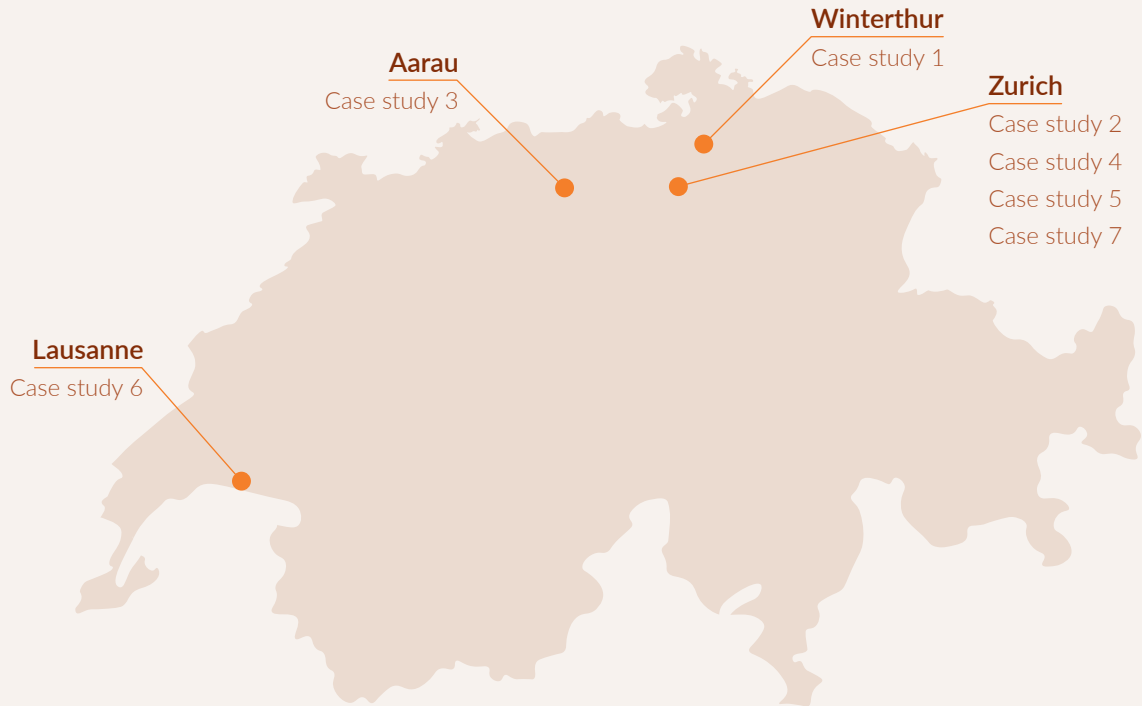 Winterthur
Case study 1
Aarau
Case study 3
Zurich
Case study 2
Case study 4
Case study 5
Case study 7
Lausanne
Case study 6